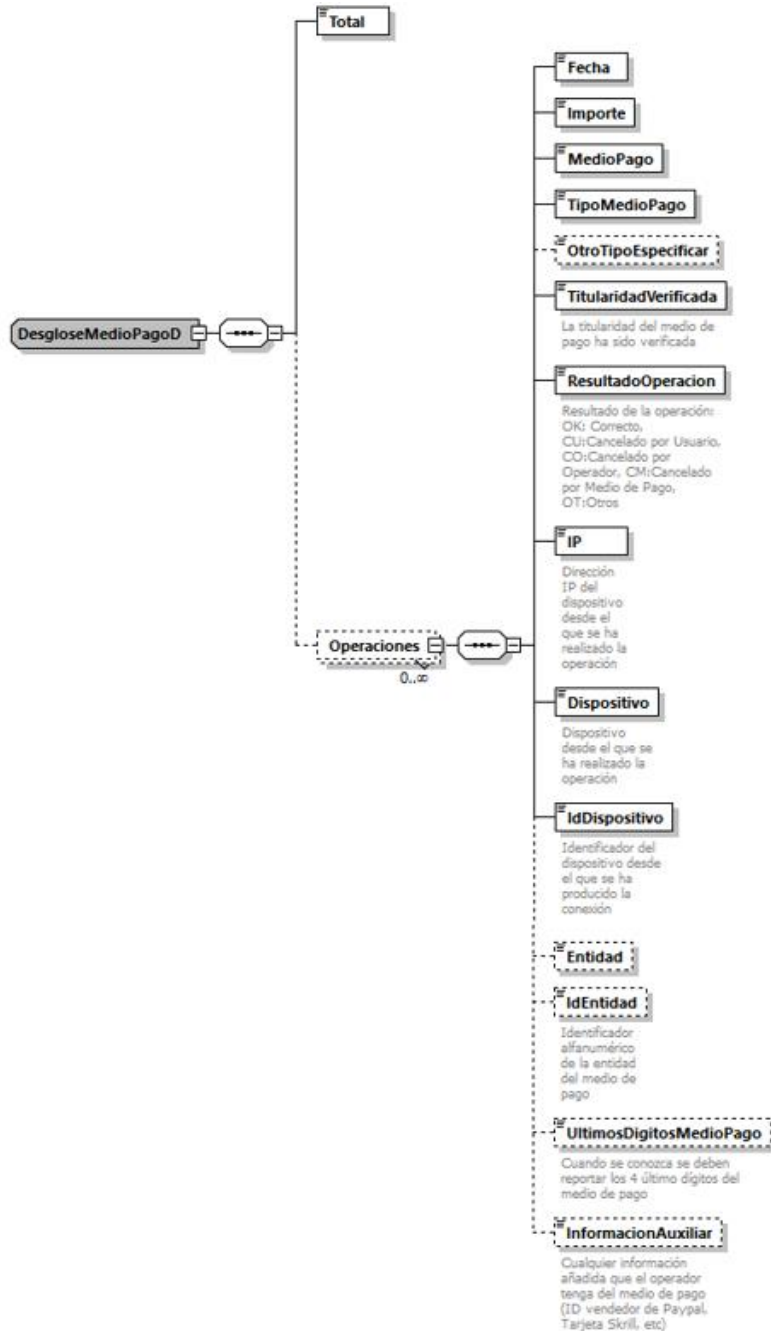 Total
Fecha
Importe
MedioPago
TipoMedioPago
OtroTipoEspecificar
TitularidadVerificada
La titularidad del medio de
pago ha sido verificada
DesgloseMedioPagoD
ResultadoOperacion
Resultado de la operación:
OK: Correcto,
CU:Cancelado por Usuario,
CO:Cancelado por
Operador, CM:Cancelado
por Medio de Pago,
OT:Otros
IP
Dirección
IP del
dispositivo
desde el
que se ha
realizado la
operación
Operaciones
0..∞
Dispositivo
Dispositivo
desde el que se
ha realizado la
operación
IdDispositivo
Identificador del
dispositivo desde
el que se ha
producido la
conexión
Entidad
IdEntidad
Identificador
alfanumérico
de la entidad
del medio de
pago
UltimosDigitosMedioPago
Cuando se conozca se deben
reportar los 4 último dígitos del
medio de pago
InformacionAuxiliar
Cualquier información
añadida que el operador
tenga del medio de pago
(ID vendedor de Paypal,
Tarjeta Skrill, etc)